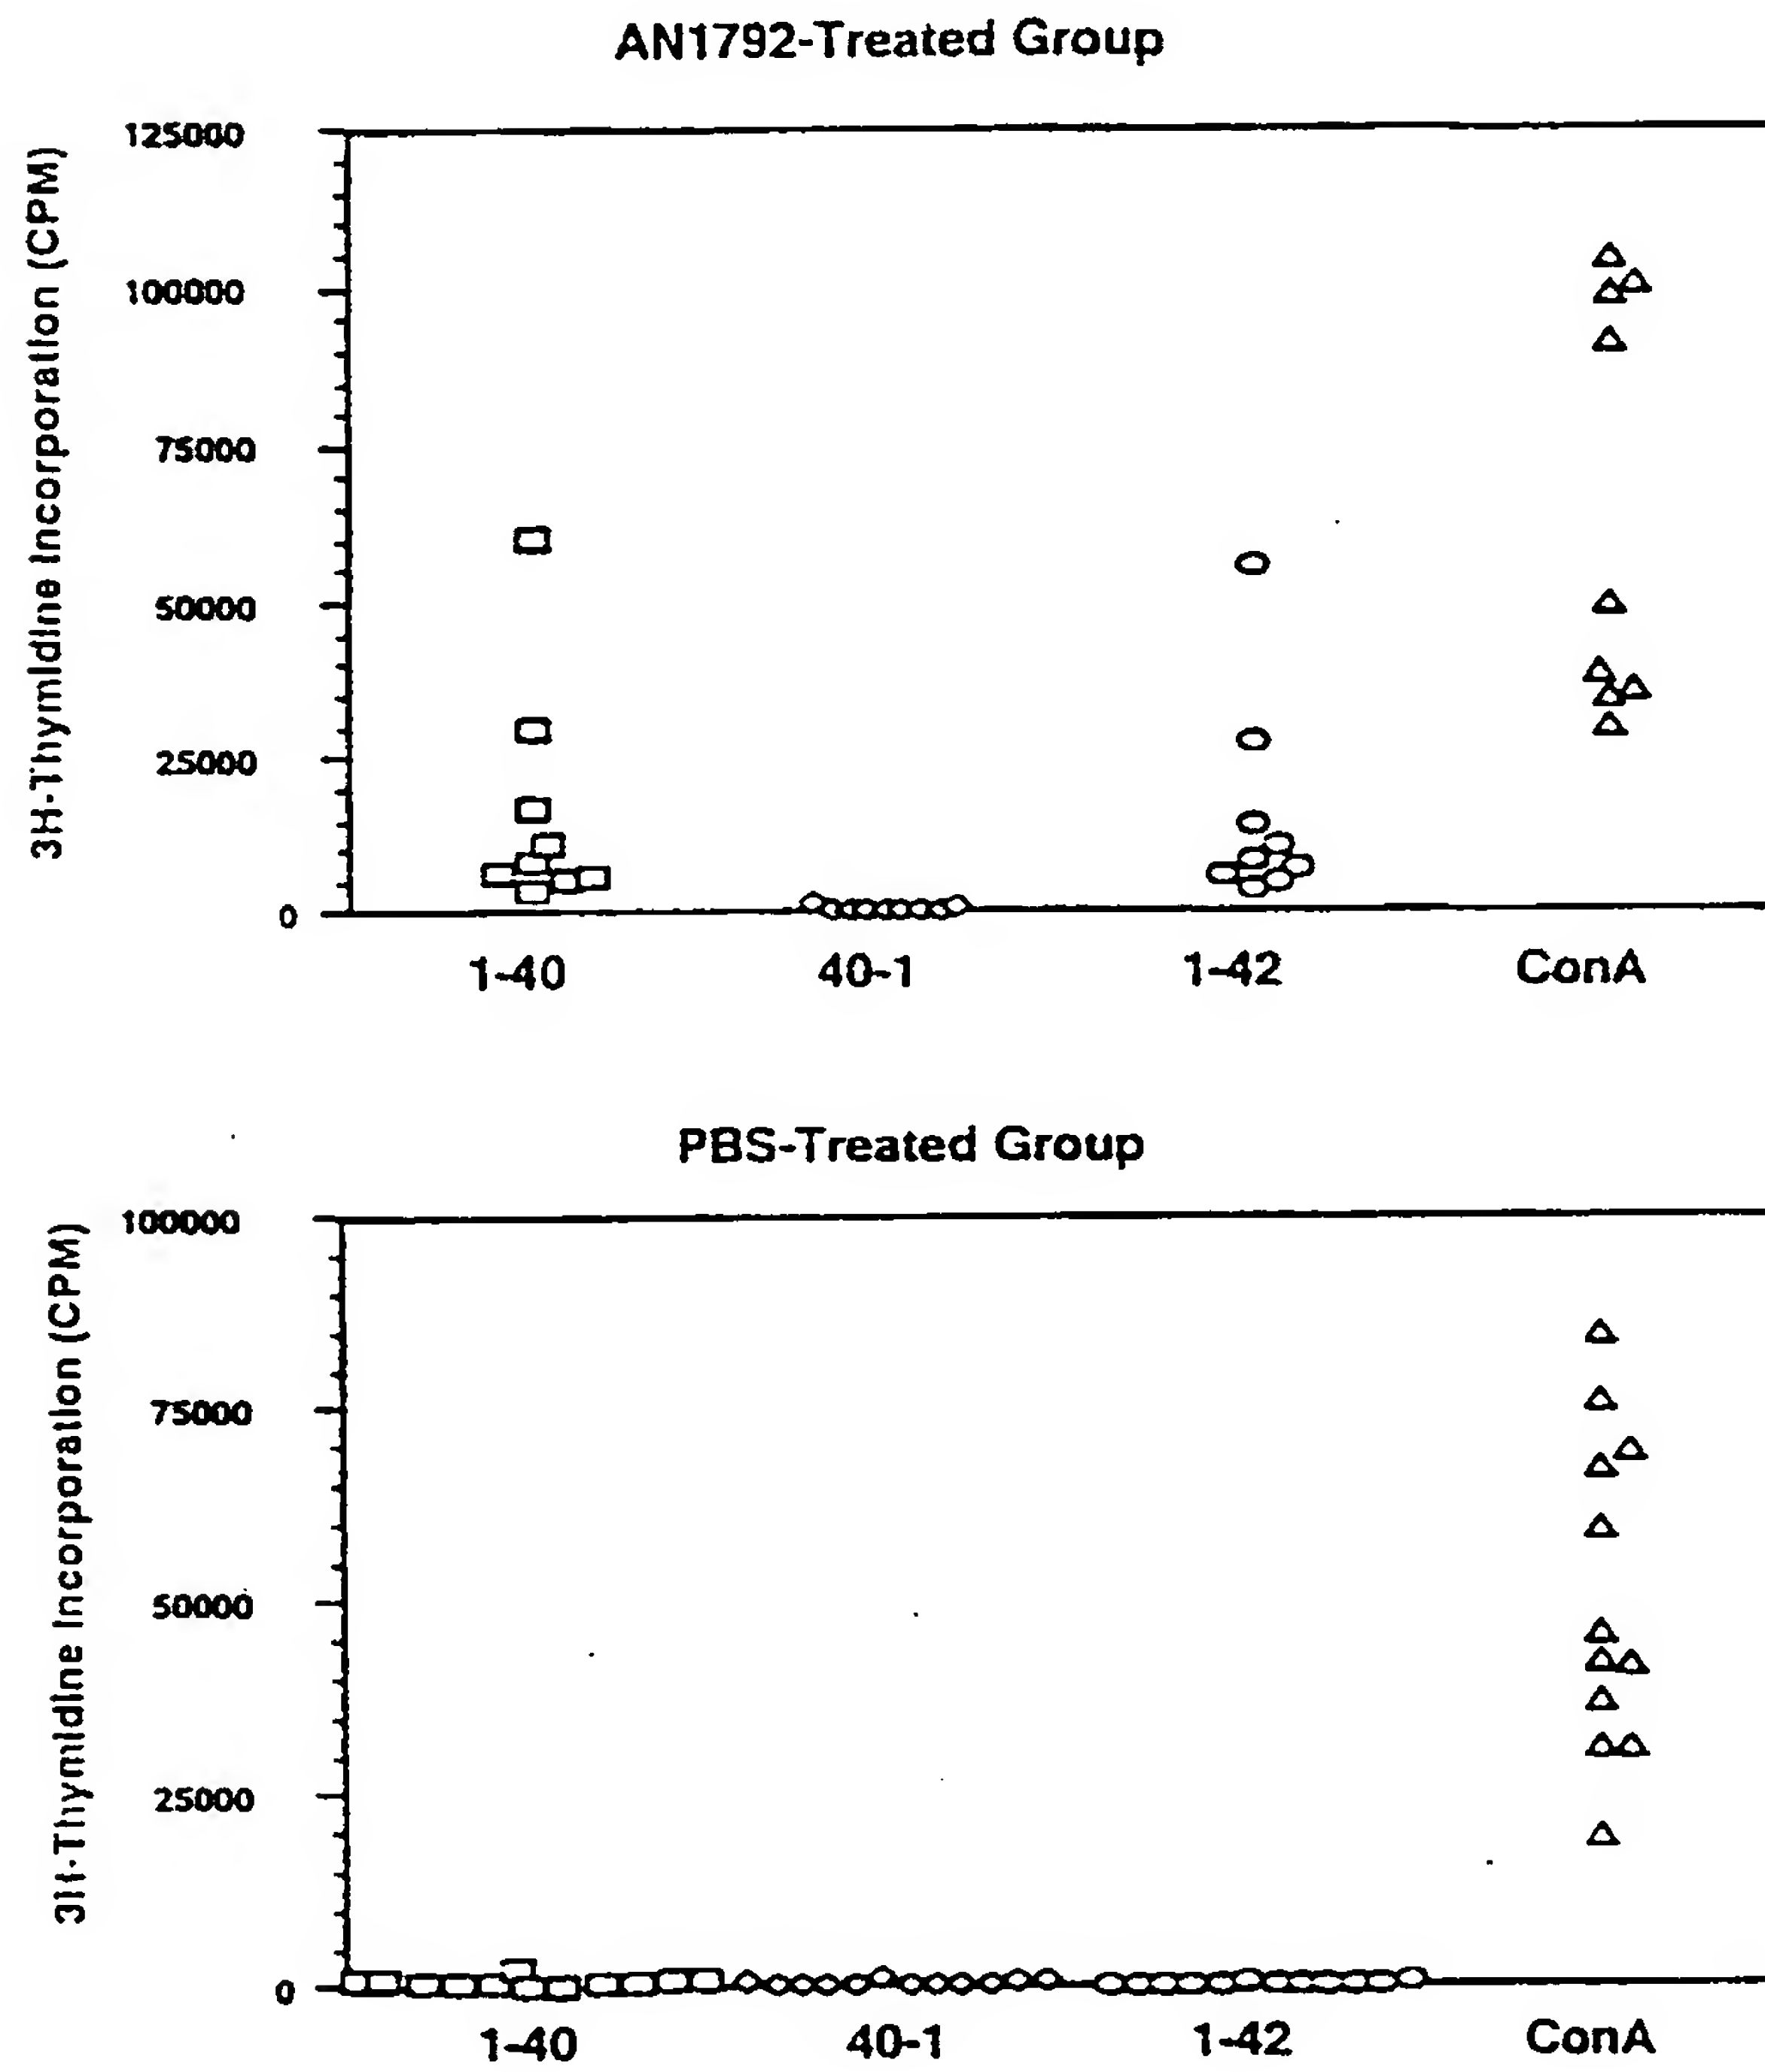 AN1792-Treated Group
3H-Thymidine Incorporation (CPM)
125000
100000
75000
50000
25000
0
1-40 40-1 1-42 ConA
PBS-Treated Group
3H-Thymidine Incorporation (CPM)
100000
75000
50000
25000
0
1-40 40-1 1-42 ConA